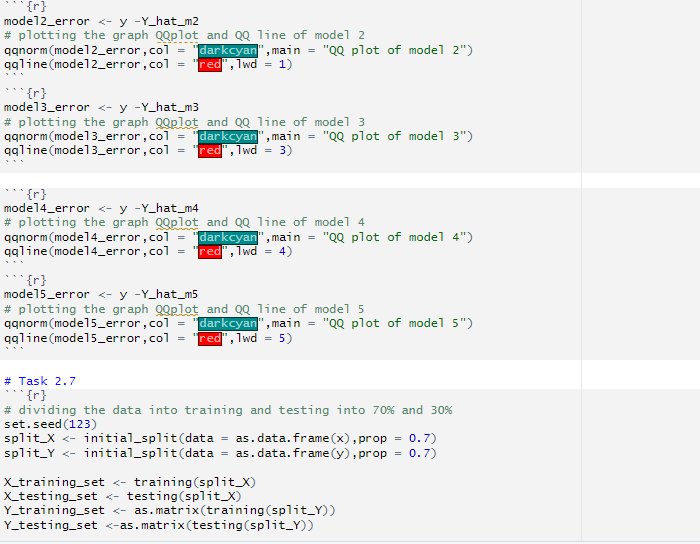 ```{r}
model2_error <- y -Y_hat_m2
# plotting the graph QQplot and QQ line of model 2
qqnorm(model2_error,col = "darkcyan",main = "QQ plot of model 2")
qqline(model2_error,col = "red",lwd = 1)
```
```{r}
model3_error <- y -Y_hat_m3
# plotting the graph QQplot and QQ line of model 3
qqnorm(model3_error,col = "darkcyan",main = "QQ plot of model 3")
qqline(model3_error,col = "red",lwd = 3)
```
```{r}
model4_error <- y -Y_hat_m4
# plotting the graph QQplot and QQ line of model 4
qqnorm(model4_error,col = "darkcyan",main = "QQ plot of model 4")
qqline(model4_error,col = "red",lwd = 4)
```
```{r}
model5_error <- y -Y_hat_m5
# plotting the graph QQplot and QQ line of model 5
qqnorm(model5_error,col = "darkcyan",main = "QQ plot of model 5")
qqline(model5_error,col = "red",lwd = 5)
```
# Task 2.7
```{r}
# dividing the data into training and testing into 70% and 30%
set.seed(123)
split_X <- initial_split(data = as.data.frame(x),prop = 0.7)
split_Y <- initial_split(data = as.data.frame(y),prop = 0.7)
X_training_set <- training(split_X)
X_testing_set <- testing(split_X)
Y_training_set <- as.matrix(training(split_Y))
Y_testing_set <-as.matrix(testing(split_Y))